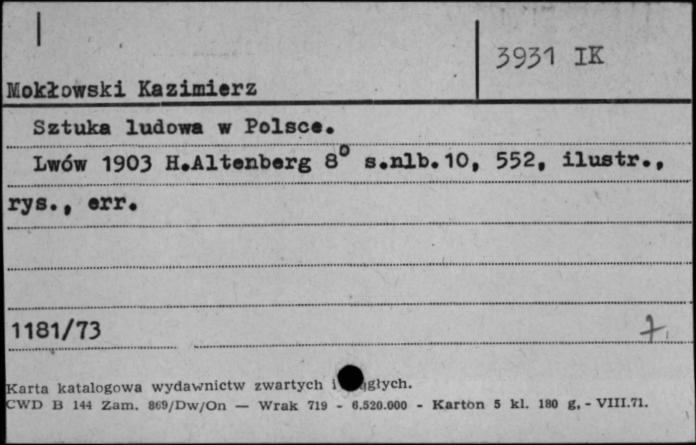 3931 IK
Mokłowski Kazimierz
Sztuka ludowa w Polsce.
Lwów 1903 H.Altenberg 8° s.nlb.10, 552, ilustr.,
rys., err.
1181/73
7.
Karta katalogowa wydawnictw zwartych i
CWD B 144 Zam. 869/Dw/On — Wrak 719 - 6.520.000 - Karton 5 kl. 180 g. - VIII.71.